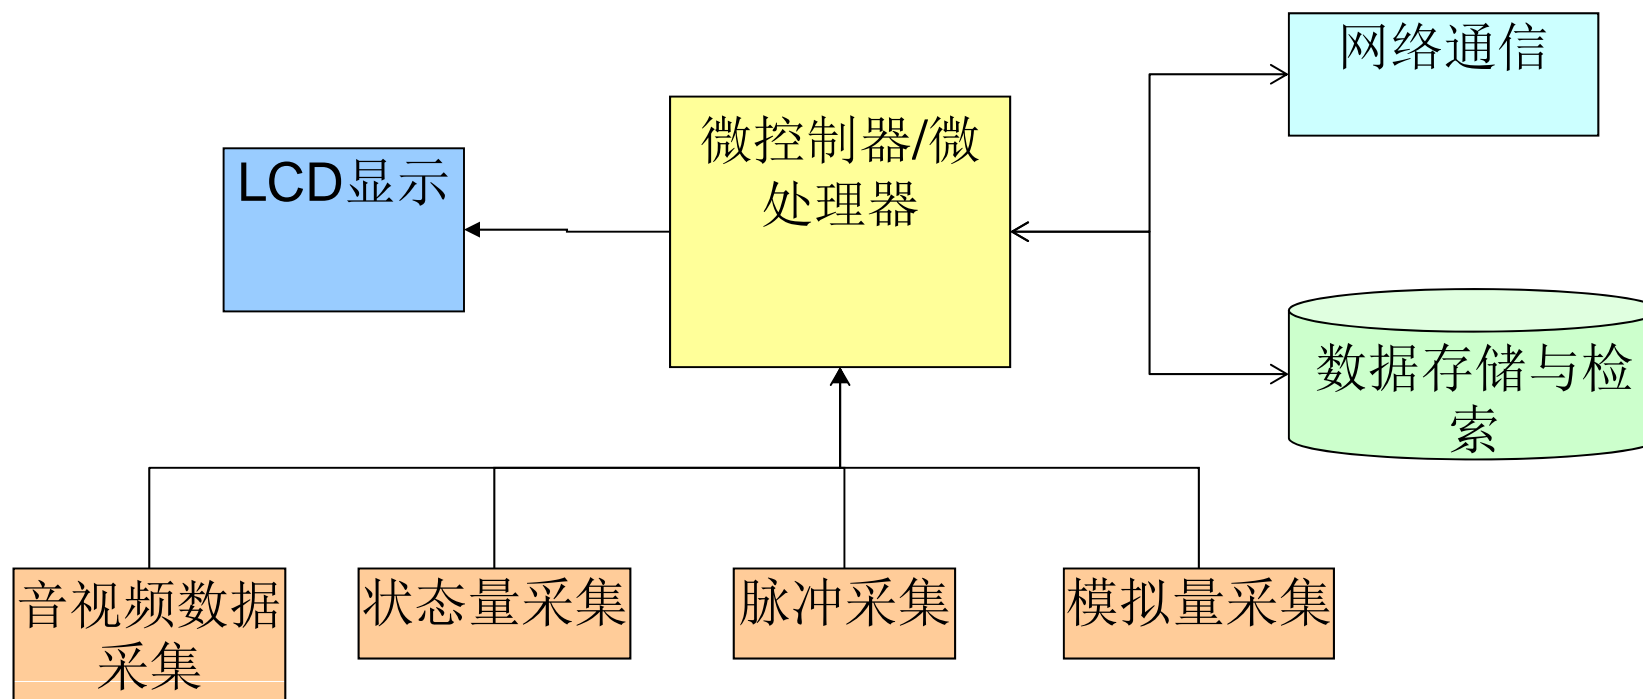 网络通信
微控制器/微
处理器
LCD显示
数据存储与检
索
音视频数据
采集
状态量采集
脉冲采集
模拟量采集